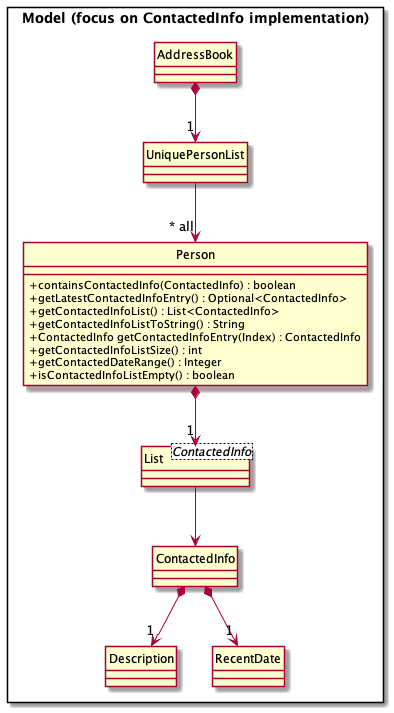 Model (focus on ContactedInfo implementation)
AddressBook
1
UniquePersonList
* all
Person
+containsContactedInfo(ContactedInfo) : boolean
+getLatestContactedInfoEntry() : Optional<ContactedInfo>
+getContactedInfoList() : List<ContactedInfo>
+getContactedInfoListToString() : String
+ContactedInfo getContactedInfoEntry(Index) : ContactedInfo
+getContactedInfoListSize() : int
+getContactedDateRange() : Integer
+isContactedInfoListEmpty() : boolean
1
ContactedInfo
List
ContactedInfo
1 1
Description RecentDate